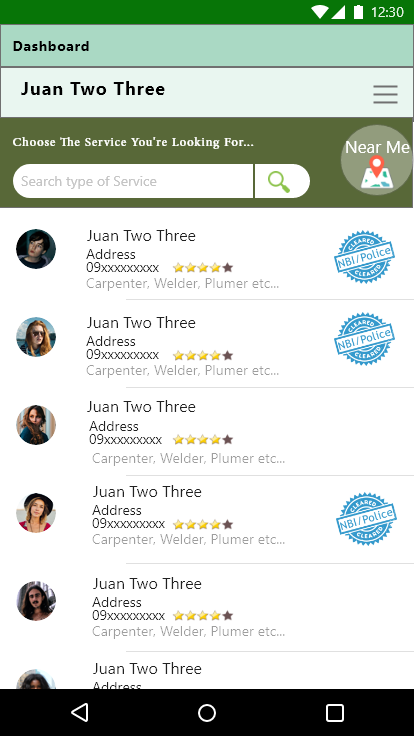 12:30
Dashboard
Juan Two Three
Choose The Service You're Looking For...
Near Me
Search type of Service
Juan Two Three
Address
09xxxxxxxxx
Carpenter, Welder, Plumer etc...
CLEARED
NBI/Police
CLEARED
Juan Two Three
Address
09xxxxxxxxx
Carpenter, Welder, Plumer etc...
CLEARED
NBI/Police
CLEARED
Juan Two Three
Address
09xxxxxxxxx
Carpenter, Welder, Plumer etc...
Juan Two Three
Address
09xxxxxxxxx
Carpenter, Welder, Plumer etc...
CLEARED
NBI/Police
CLEARED
Juan Two Three
Address
09xxxxxxxxx
Carpenter, Welder, Plumer etc...
Juan Two Three
Address